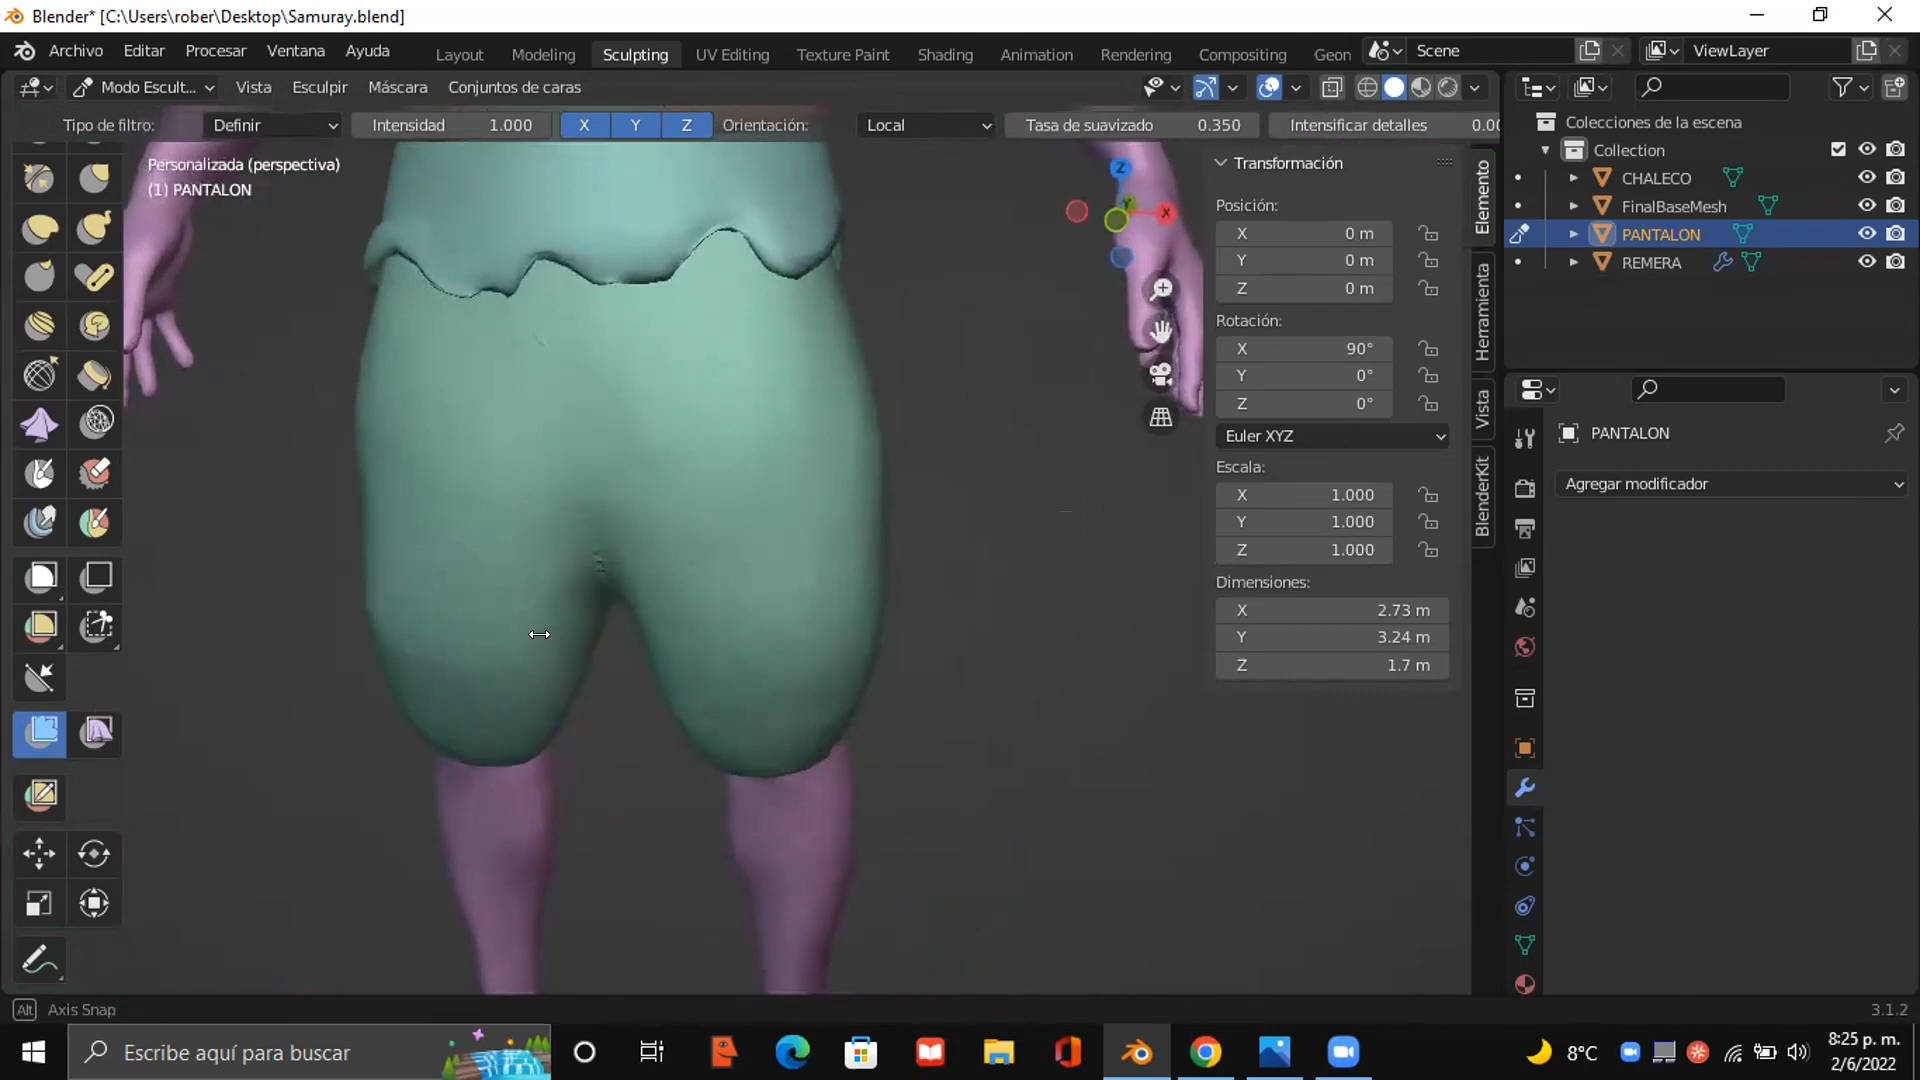 Blender* [C:\Users\rober\Desktop\Samuray.blend]
Archivo Editar Procesar Ventana Ayuda Layout Modeling Sculpting UV Editing Texture Paint Shading Animation Rendering Compositing Geon Scene ViewLayer
Modo Escult... Vista Esculpir Máscara Conjuntos de caras
Tipo de filtro: Definir Intensidad 1.000 X Y Z Orientación: Local Tasa de suavizado 0.350 Intensificar detalles 0.00
Personalizada (perspectiva)
(1) PANTALON
Z
Y
X
Transformación
Posición:
X 0 m
Y 0 m
Z 0 m
Rotación:
X 90°
Y 0°
Z 0°
Euler XYZ
Escala:
X 1.000
Y 1.000
Z 1.000
Dimensiones:
X 2.73 m
Y 3.24 m
Z 1.7 m
Elemento
Herramienta
Vista
BlenderKit
Colecciones de la escena
Collection
CHALECO
FinalBaseMesh
PANTALON
REMERA
PANTALON
Agregar modificador
Alt Axis Snap
3.1.2
Escribe aquí para buscar
8°C
8:25 p. m.
2/6/2022